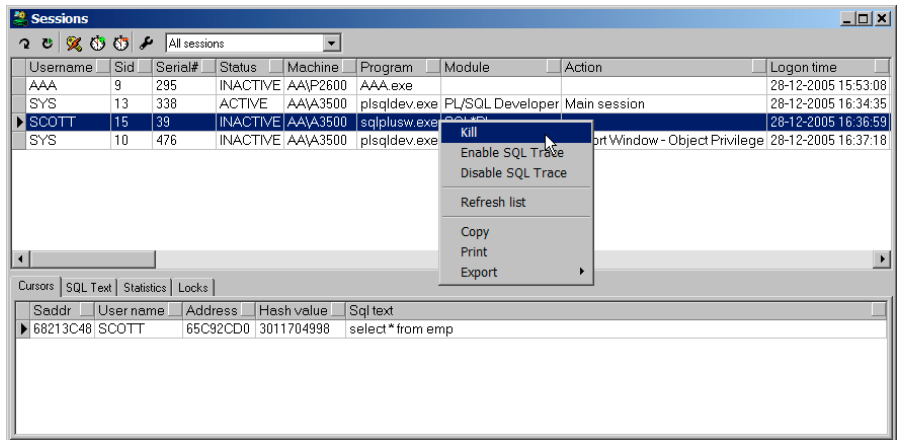 Sessions
All sessions
Username Sid Serial# Status Machine Program Module Action Logon time
AAA 9 295 INACTIVE AA\P2600 AAA.exe 28-12-2005 15:53:08
SYS 13 338 ACTIVE AA\A3500 plsqldev.exe PL/SQL Developer Main session 28-12-2005 16:34:35
SCOTT 15 39 INACTIVE AA\A3500 sqlplusw.exe 28-12-2005 16:36:59
SYS 10 476 INACTIVE AA\A3500 plsqldev.exe ort Window - Object Privilege 28-12-2005 16:37:18
Kill
Enable SQL Trace
Disable SQL Trace
Refresh list
Copy
Print
Export
Cursors SQL Text Statistics Locks
Saddr User name Address Hash value Sql text
68213C48 SCOTT 65C92CD0 3011704998 select * from emp